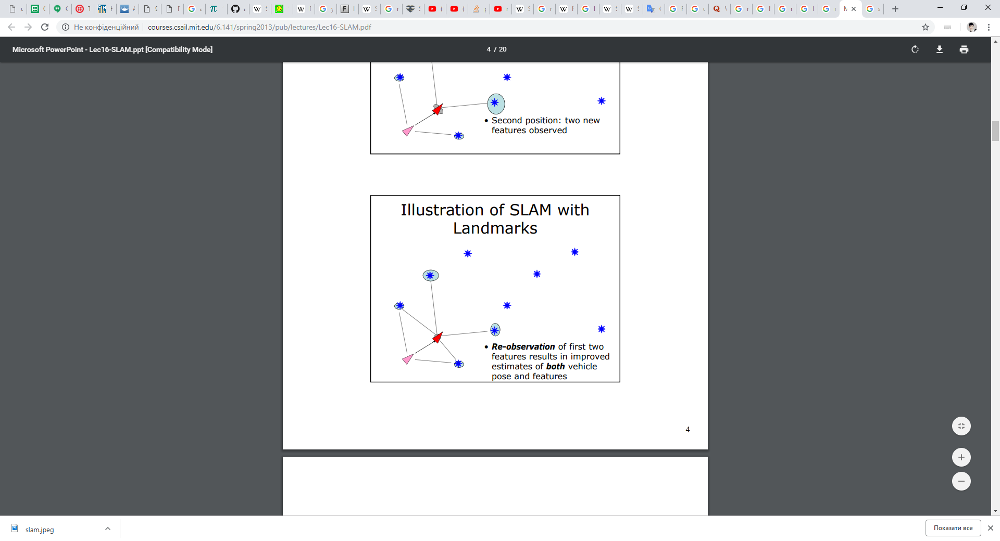 Не конфіденційний
courses.csail.mit.edu/6.141/spring2013/pub/lectures/Lec16-SLAM.pdf
Microsoft PowerPoint - Lec16-SLAM.ppt [Compatibility Mode]
4 / 20
• Second position: two new
features observed
Illustration of SLAM with
Landmarks
• Re-observation of first two
features results in improved
estimates of both vehicle
pose and features
4
slam.jpeg
Показати все